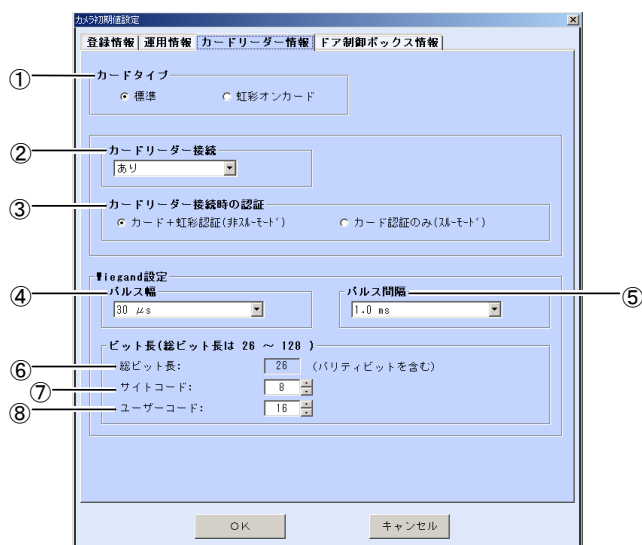 カメラ初期値設定
登録情報 運用情報 カードリーダー情報 ドア制御ボックス情報
① カードタイプ
標準 虹彩オンカード
② カードリーダー接続
あり
③ カードリーダー接続時の認証
カード+虹彩認証(非スルーモード) カード認証のみ(スルーモード)
Wiegand設定
④ パルス幅 パルス間隔 ⑤
30 μs 1.0 ms
ビット長(総ビット長は 26 ～ 128 )
⑥ 総ビット長: 26 (パリティビットを含む)
⑦ サイトコード: 8
⑧ ユーザーコード: 16
OK キャンセル